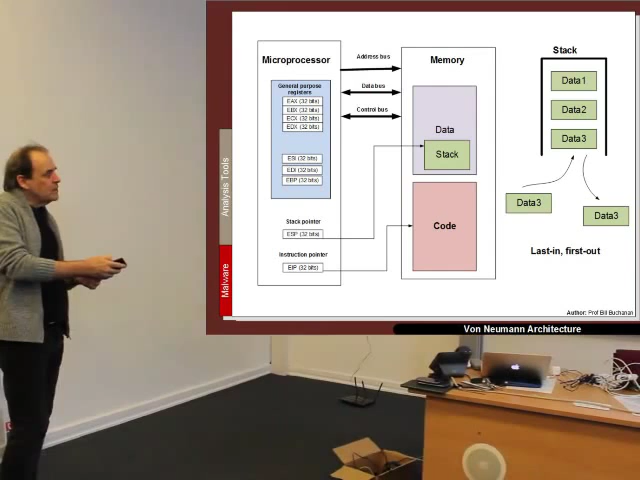 Analysis Tools
Malware
Microprocessor
General purpose
registers
EAX (32 bits)
EBX (32 bits)
ECX (32 bits)
EDX (32 bits)
ESI (32 bits)
EDI (32 bits)
EBP (32 bits)
Stack pointer
ESP (32 bits)
Instruction pointer
EIP (32 bits)
Address bus
Data bus
Control bus
Memory
Data
Stack
Code
Stack
Data1
Data2
Data3
Data3
Data3
Last-in, first-out
Author: Prof Bill Buchanan
Von Neumann Architecture